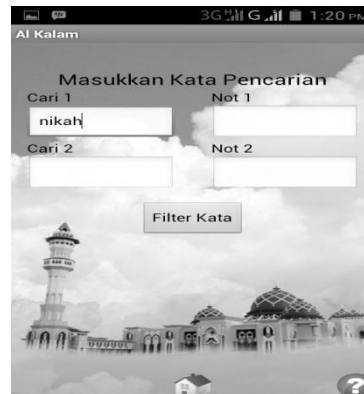 3G G 1:20 PM
Al Kalam
Masukkan Kata Pencarian
Cari 1 Not 1
nikah
Cari 2 Not 2
Filter Kata
?